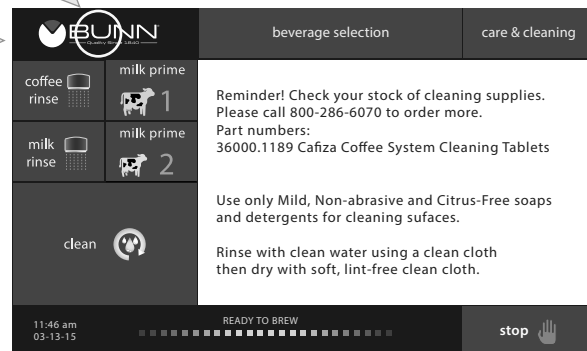 BUNN
Quality Since 1840
beverage selection
care & cleaning
coffee
rinse
milk prime
1
milk
rinse
milk prime
2
clean
Reminder! Check your stock of cleaning supplies.
Please call 800-286-6070 to order more.
Part numbers:
36000.1189 Cafiza Coffee System Cleaning Tablets
Use only Mild, Non-abrasive and Citrus-Free soaps
and detergents for cleaning sufaces.
Rinse with clean water using a clean cloth
then dry with soft, lint-free clean cloth.
11:46 am
03-13-15
READY TO BREW
stop